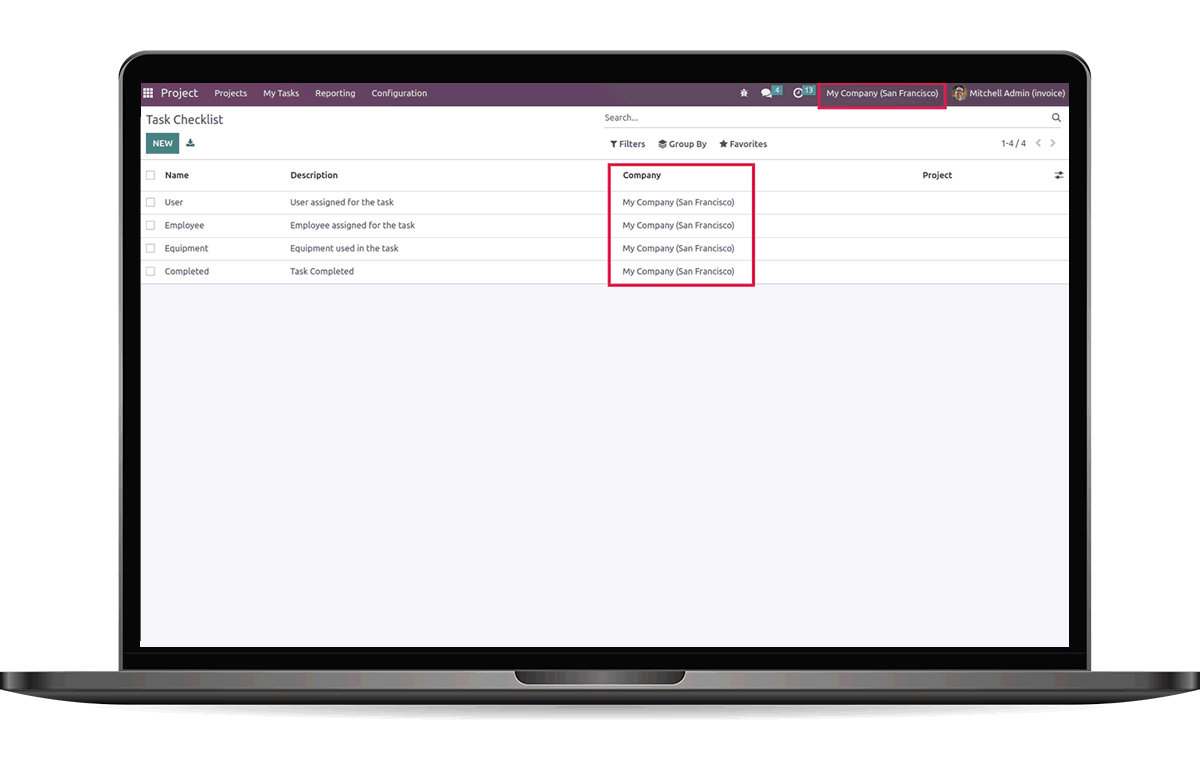 Project Projects My Tasks Reporting Configuration 4 13 My Company (San Francisco) Mitchell Admin (invoice)
Task Checklist Search...
NEW Filters Group By Favorites 1-4 / 4
Name Description Company Project
User User assigned for the task My Company (San Francisco)
Employee Employee assigned for the task My Company (San Francisco)
Equipment Equipment used in the task My Company (San Francisco)
Completed Task Completed My Company (San Francisco)